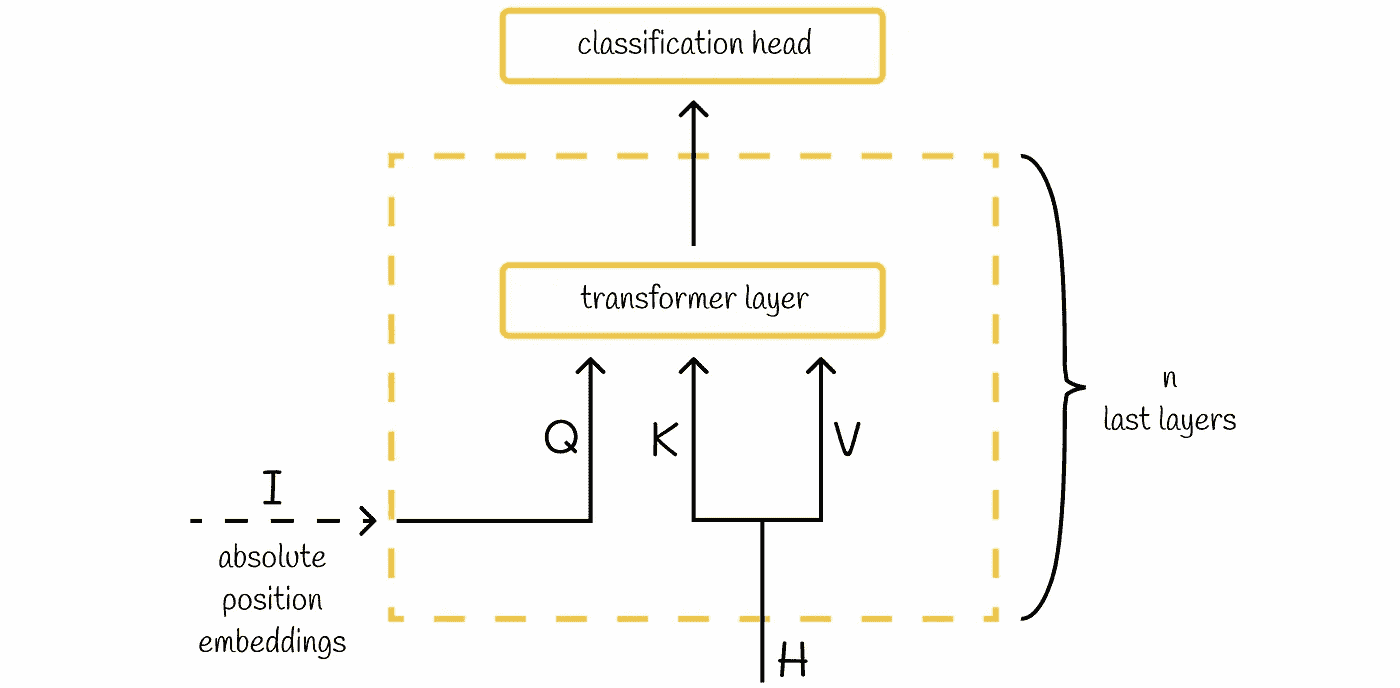 classification head
transformer layer
Q
K
V
n
last layers
I
absolute
position
embeddings
H